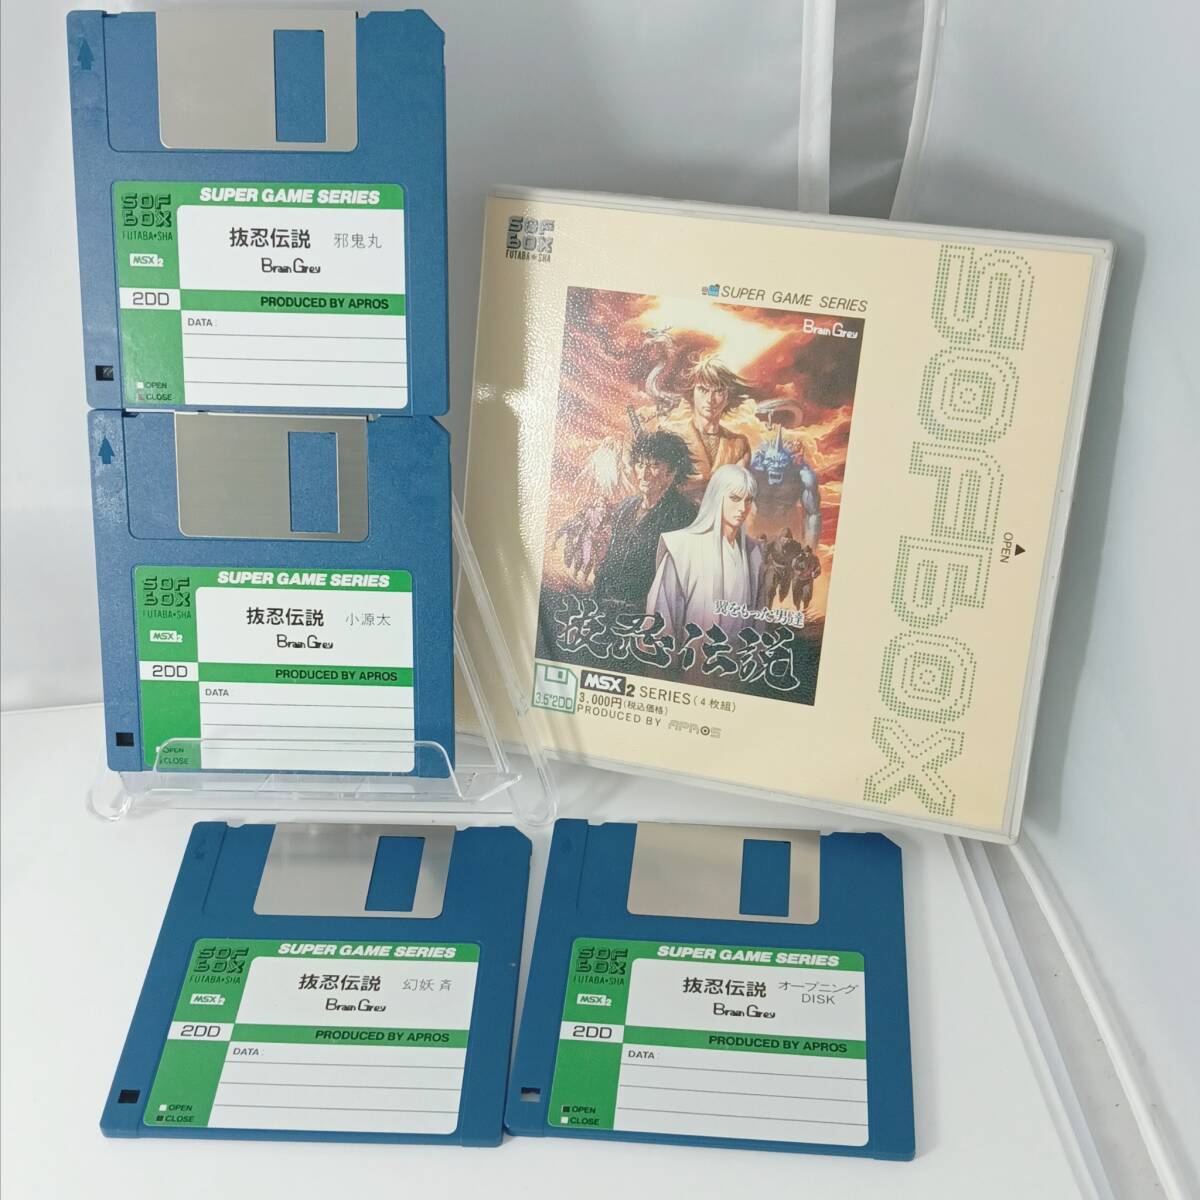 SOF
BOX
FUTABA★SHA
MSX2
2DD
SUPER GAME SERIES
抜忍伝説 邪鬼丸
Brain Grey
PRODUCED BY APROS
DATA:
OPEN
CLOSE
SOF
BOX
FUTABA★SHA
MSX2
2DD
SUPER GAME SERIES
抜忍伝説 小源太
Brain Grey
PRODUCED BY APROS
DATA
OPEN
CLOSE
SOF
BOX
FUTABA★SHA
SUPER GAME SERIES
Brain Grey
翼をもった男達
抜忍伝説
3.5"2DD
MSX2 SERIES(4枚組)
3,000円(税込価格)
PRODUCED BY APROS
SOFBOX
OPEN
SOF
BOX
FUTABA★SHA
MSX2
2DD
SUPER GAME SERIES
抜忍伝説 幻妖斉
Brain Grey
PRODUCED BY APROS
DATA:
OPEN
CLOSE
SOF
BOX
FUTABA★SHA
MSX2
2DD
SUPER GAME SERIES
抜忍伝説 オープニング
DISK
Brain Grey
PRODUCED BY APROS
DATA:
OPEN
CLOSE